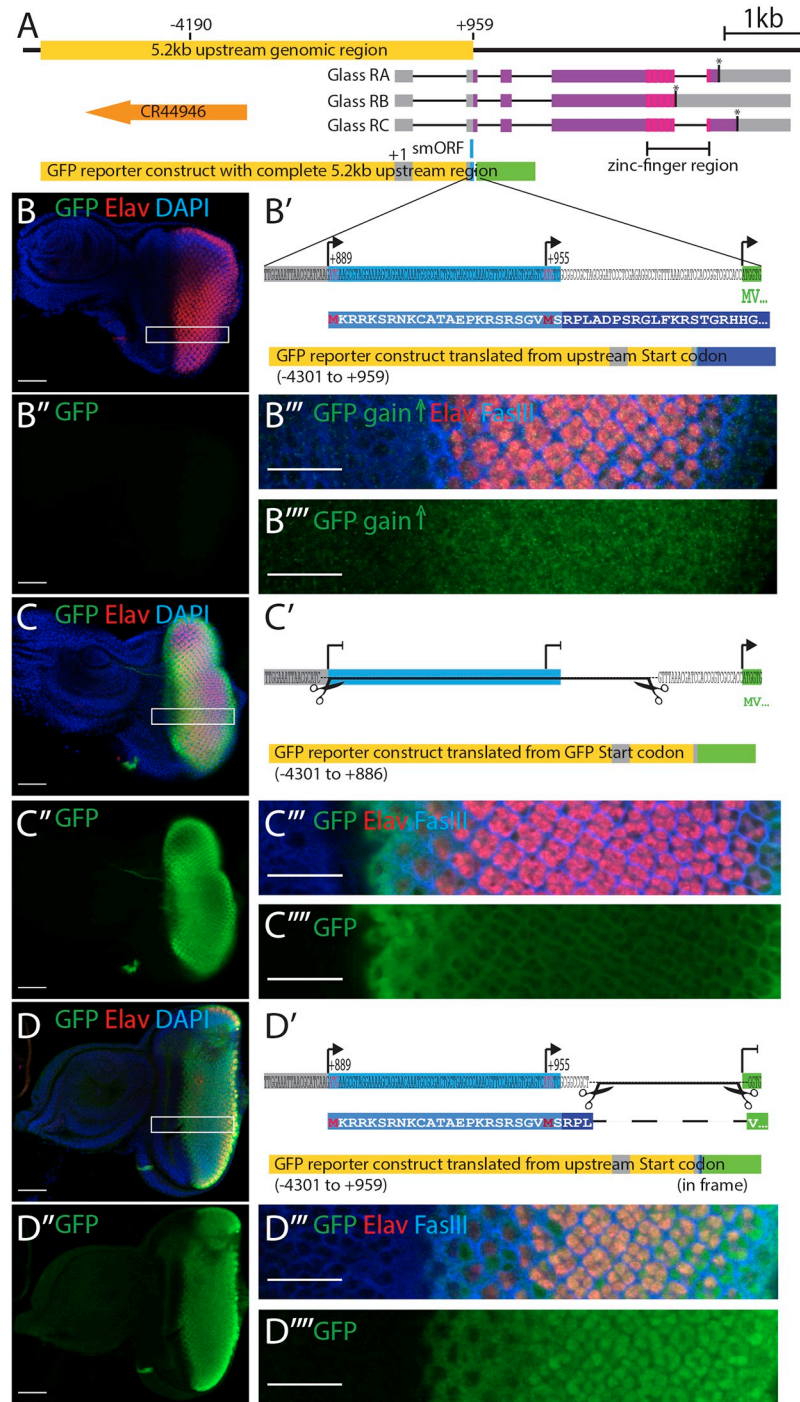 A
-4190
+959
1kb
5.2kb upstream genomic region
Glass RA
*
Glass RB
*
Glass RC
*
CR44946
+1
smORF
GFP reporter construct with complete 5.2kb upstream region
zinc-finger region
B GFP Elav DAPI
B′
+889
+955
MV...
MKRRKSRNKCATAEPKRSRSGVMSRPLADPSRGLFKRSTGRHHG...
GFP reporter construct translated from upstream Start codon
(-4301 to +959)
B″ GFP
B‴ GFP gain↑ Elav FasIII
B⁗ GFP gain↑
C GFP Elav DAPI
C′
MV...
GFP reporter construct translated from GFP Start codon
(-4301 to +886)
C″ GFP
C‴ GFP Elav FasIII
C⁗ GFP
D GFP Elav DAPI
D′
+889
+955
MKRRKSRNKCATAEPKRSRSGVMSRPL
V...
GFP reporter construct translated from upstream Start codon
(-4301 to +959)
(in frame)
D″ GFP
D‴ GFP Elav FasIII
D⁗ GFP